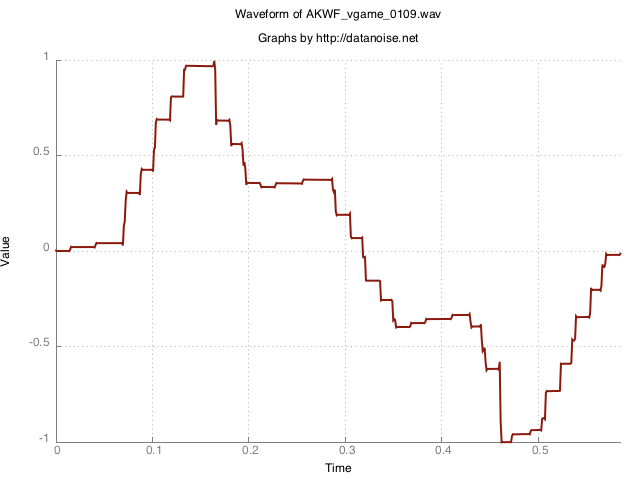 Waveform of AKWF_vgame_0109.wav
Graphs by http://datanoise.net
1
0.5
0
-0.5
-1
Value
0 0.1 0.2 0.3 0.4 0.5
Time